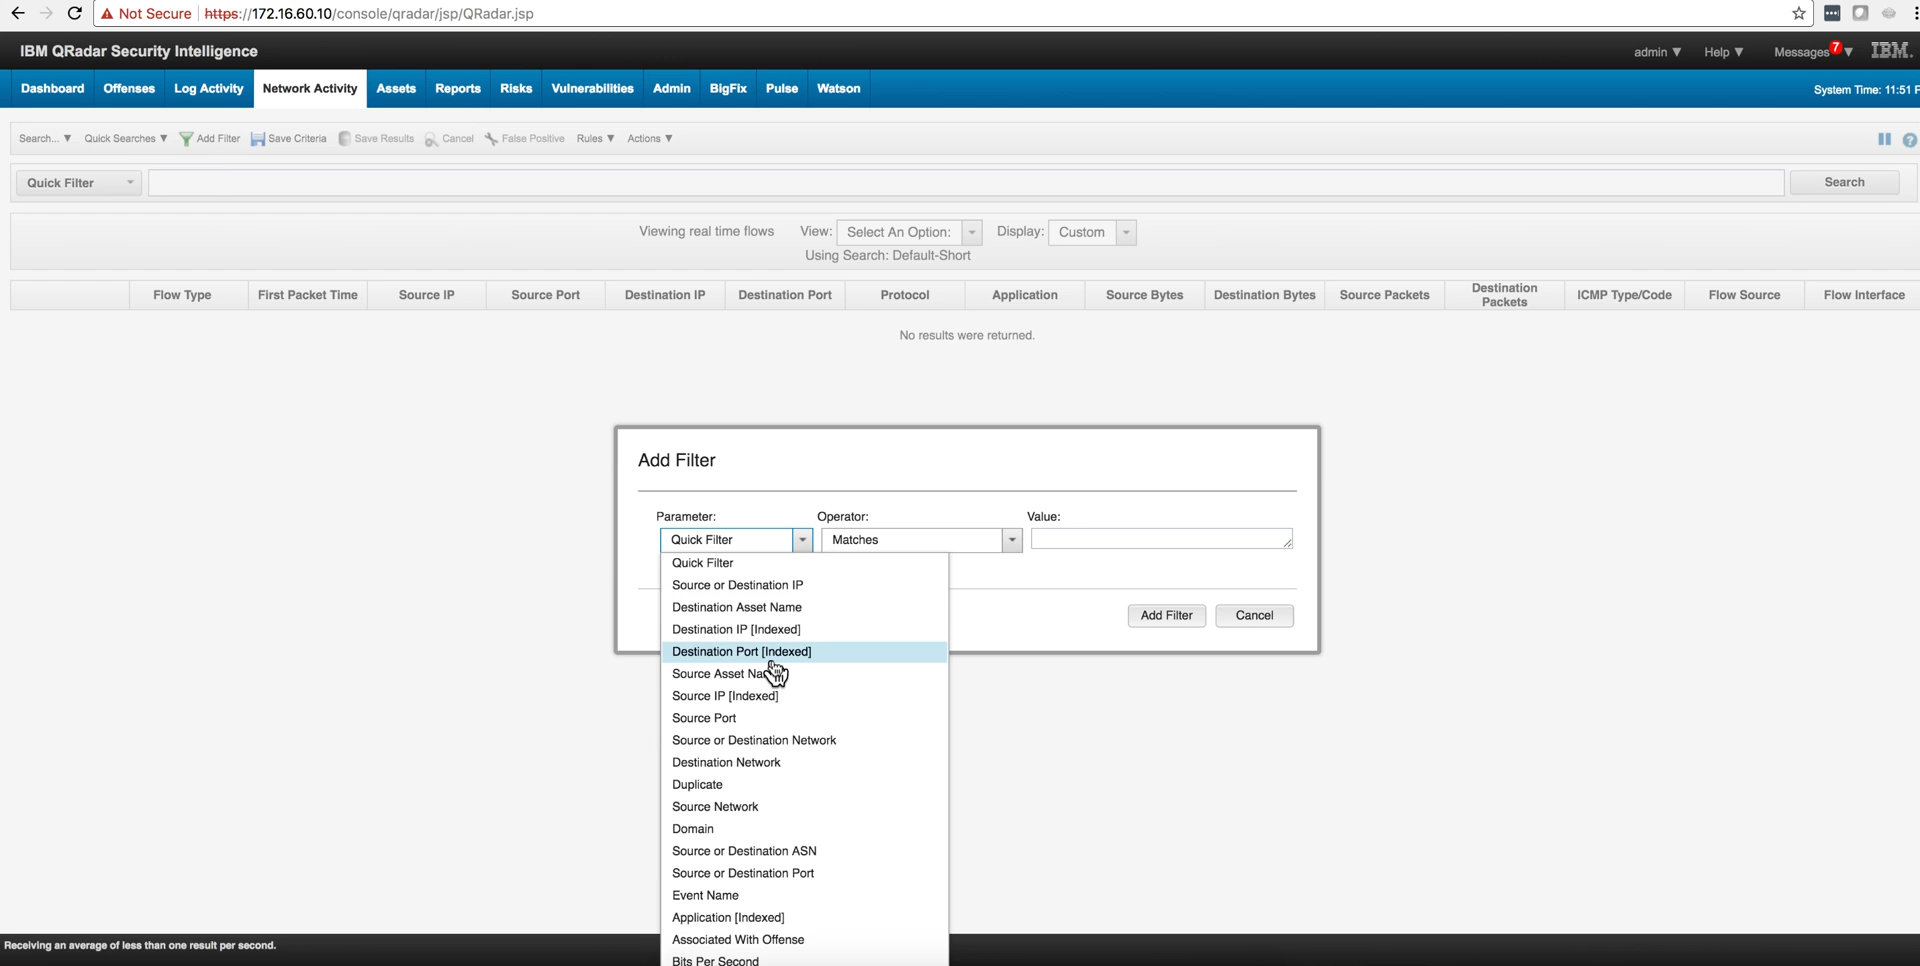 Not Secure https://172.16.60.10/console/qradar/jsp/QRadar.jsp
IBM QRadar Security Intelligence admin Help Messages 7 IBM.
Dashboard Offenses Log Activity Network Activity Assets Reports Risks Vulnerabilities Admin BigFix Pulse Watson System Time: 11:51
Search... Quick Searches Add Filter Save Criteria Save Results Cancel False Positive Rules Actions
Quick Filter Search
Viewing real time flows View: Select An Option: Display: Custom
Using Search: Default-Short
Flow Type First Packet Time Source IP Source Port Destination IP Destination Port Protocol Application Source Bytes Destination Bytes Source Packets Destination Packets ICMP Type/Code Flow Source Flow Interface
No results were returned.
Add Filter
Parameter: Operator: Value:
Quick Filter Matches
Quick Filter
Source or Destination IP
Destination Asset Name
Destination IP [Indexed]
Add Filter Cancel
Destination Port [Indexed]
Source Asset
Source IP [Indexed]
Source Port
Source or Destination Network
Destination Network
Duplicate
Source Network
Domain
Source or Destination ASN
Source or Destination Port
Event Name
Application [Indexed]
Associated With Offense
Bits Per Second
Receiving an average of less than one result per second.